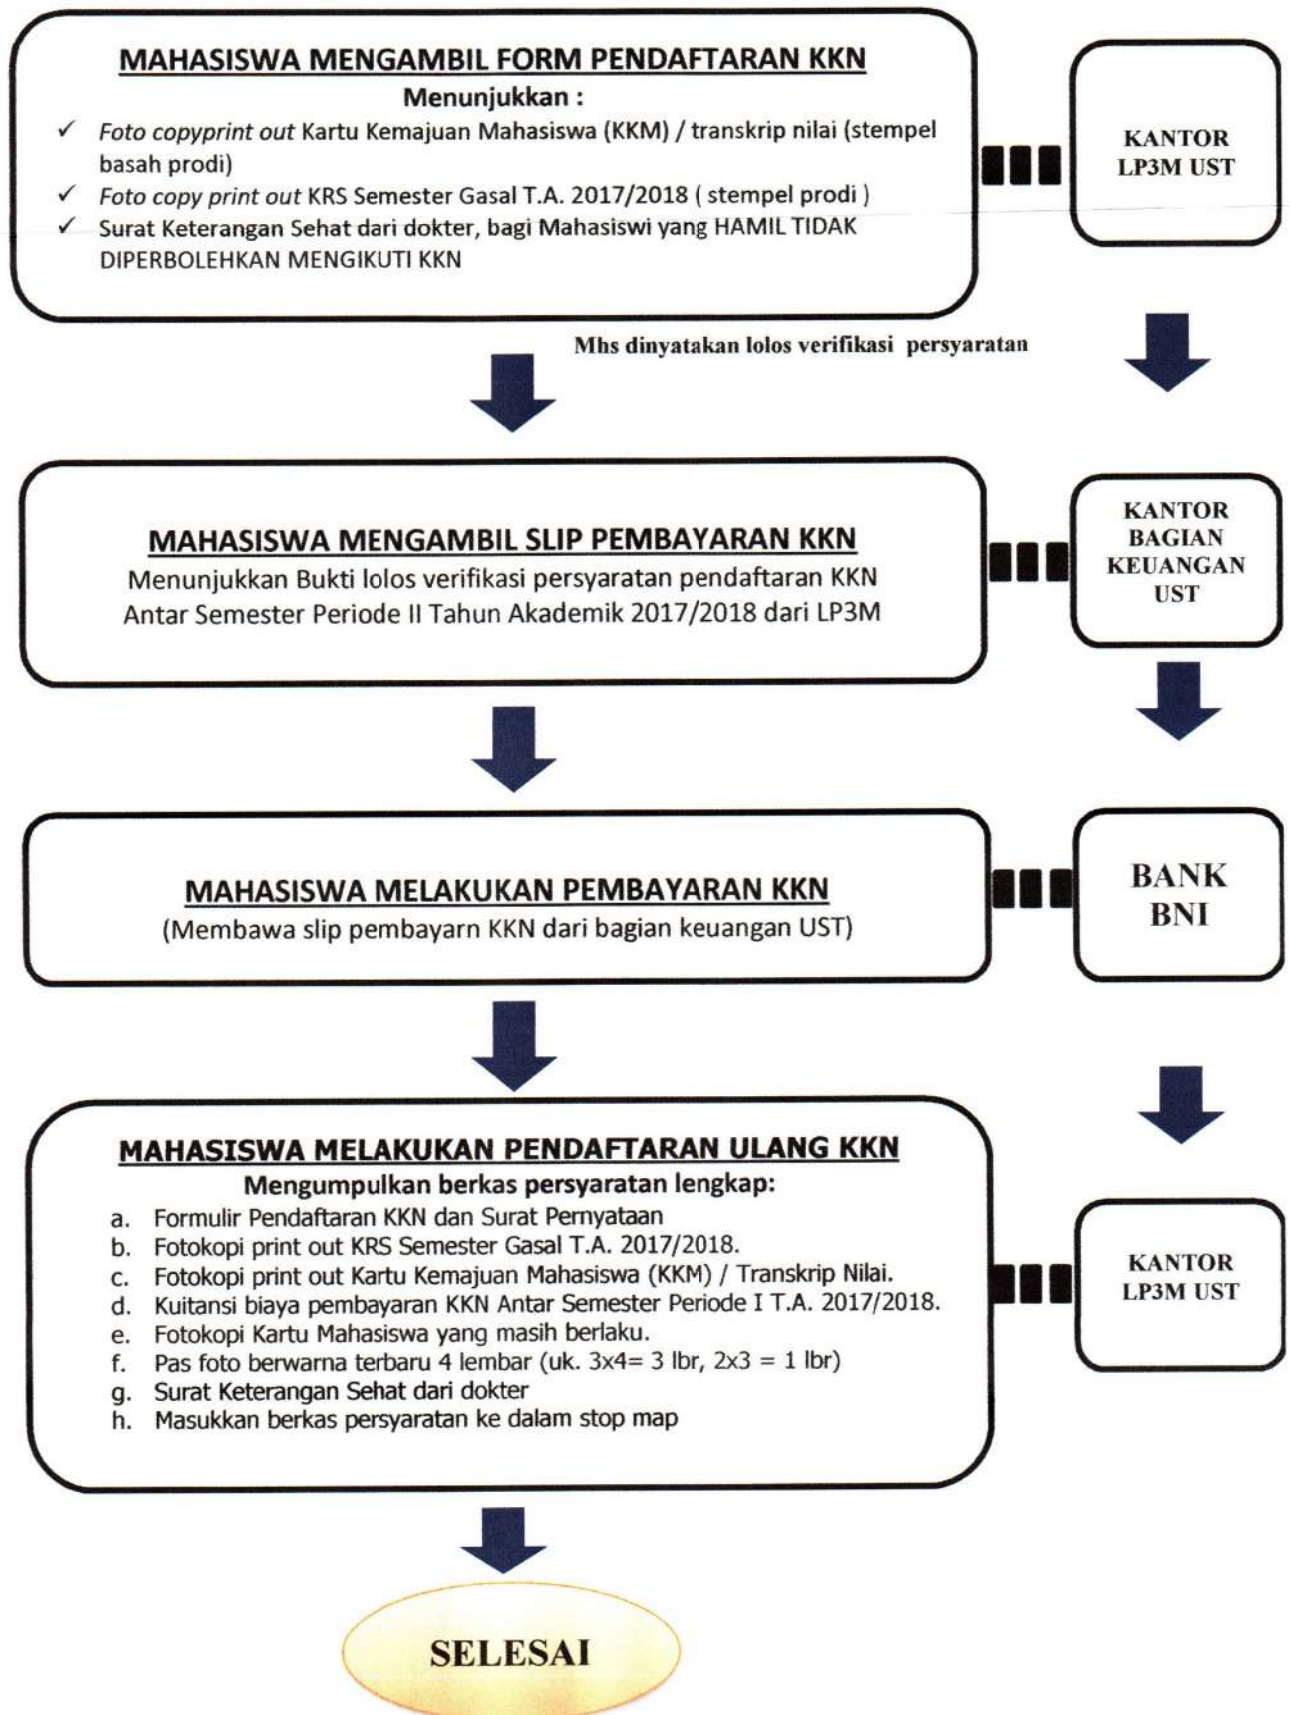 MAHASISWA MENGAMBIL FORM PENDAFTARAN KKN
Menunjukkan :
✓ Foto copyprint out Kartu Kemajuan Mahasiswa (KKM) / transkrip nilai (stempel
basah prodi)
✓ Foto copy print out KRS Semester Gasal T.A. 2017/2018 ( stempel prodi )
✓ Surat Keterangan Sehat dari dokter, bagi Mahasiswi yang HAMIL TIDAK
DIPERBOLEHKAN MENGIKUTI KKN
KANTOR
LP3M UST
Mhs dinyatakan lolos verifikasi persyaratan
MAHASISWA MENGAMBIL SLIP PEMBAYARAN KKN
Menunjukkan Bukti lolos verifikasi persyaratan pendaftaran KKN
Antar Semester Periode II Tahun Akademik 2017/2018 dari LP3M
KANTOR
BAGIAN
KEUANGAN
UST
MAHASISWA MELAKUKAN PEMBAYARAN KKN
(Membawa slip pembayarn KKN dari bagian keuangan UST)
BANK
BNI
MAHASISWA MELAKUKAN PENDAFTARAN ULANG KKN
Mengumpulkan berkas persyaratan lengkap:
a. Formulir Pendaftaran KKN dan Surat Pernyataan
b. Fotokopi print out KRS Semester Gasal T.A. 2017/2018.
c. Fotokopi print out Kartu Kemajuan Mahasiswa (KKM) / Transkrip Nilai.
d. Kuitansi biaya pembayaran KKN Antar Semester Periode I T.A. 2017/2018.
e. Fotokopi Kartu Mahasiswa yang masih berlaku.
f. Pas foto berwarna terbaru 4 lembar (uk. 3x4= 3 lbr, 2x3 = 1 lbr)
g. Surat Keterangan Sehat dari dokter
h. Masukkan berkas persyaratan ke dalam stop map
KANTOR
LP3M UST
SELESAI